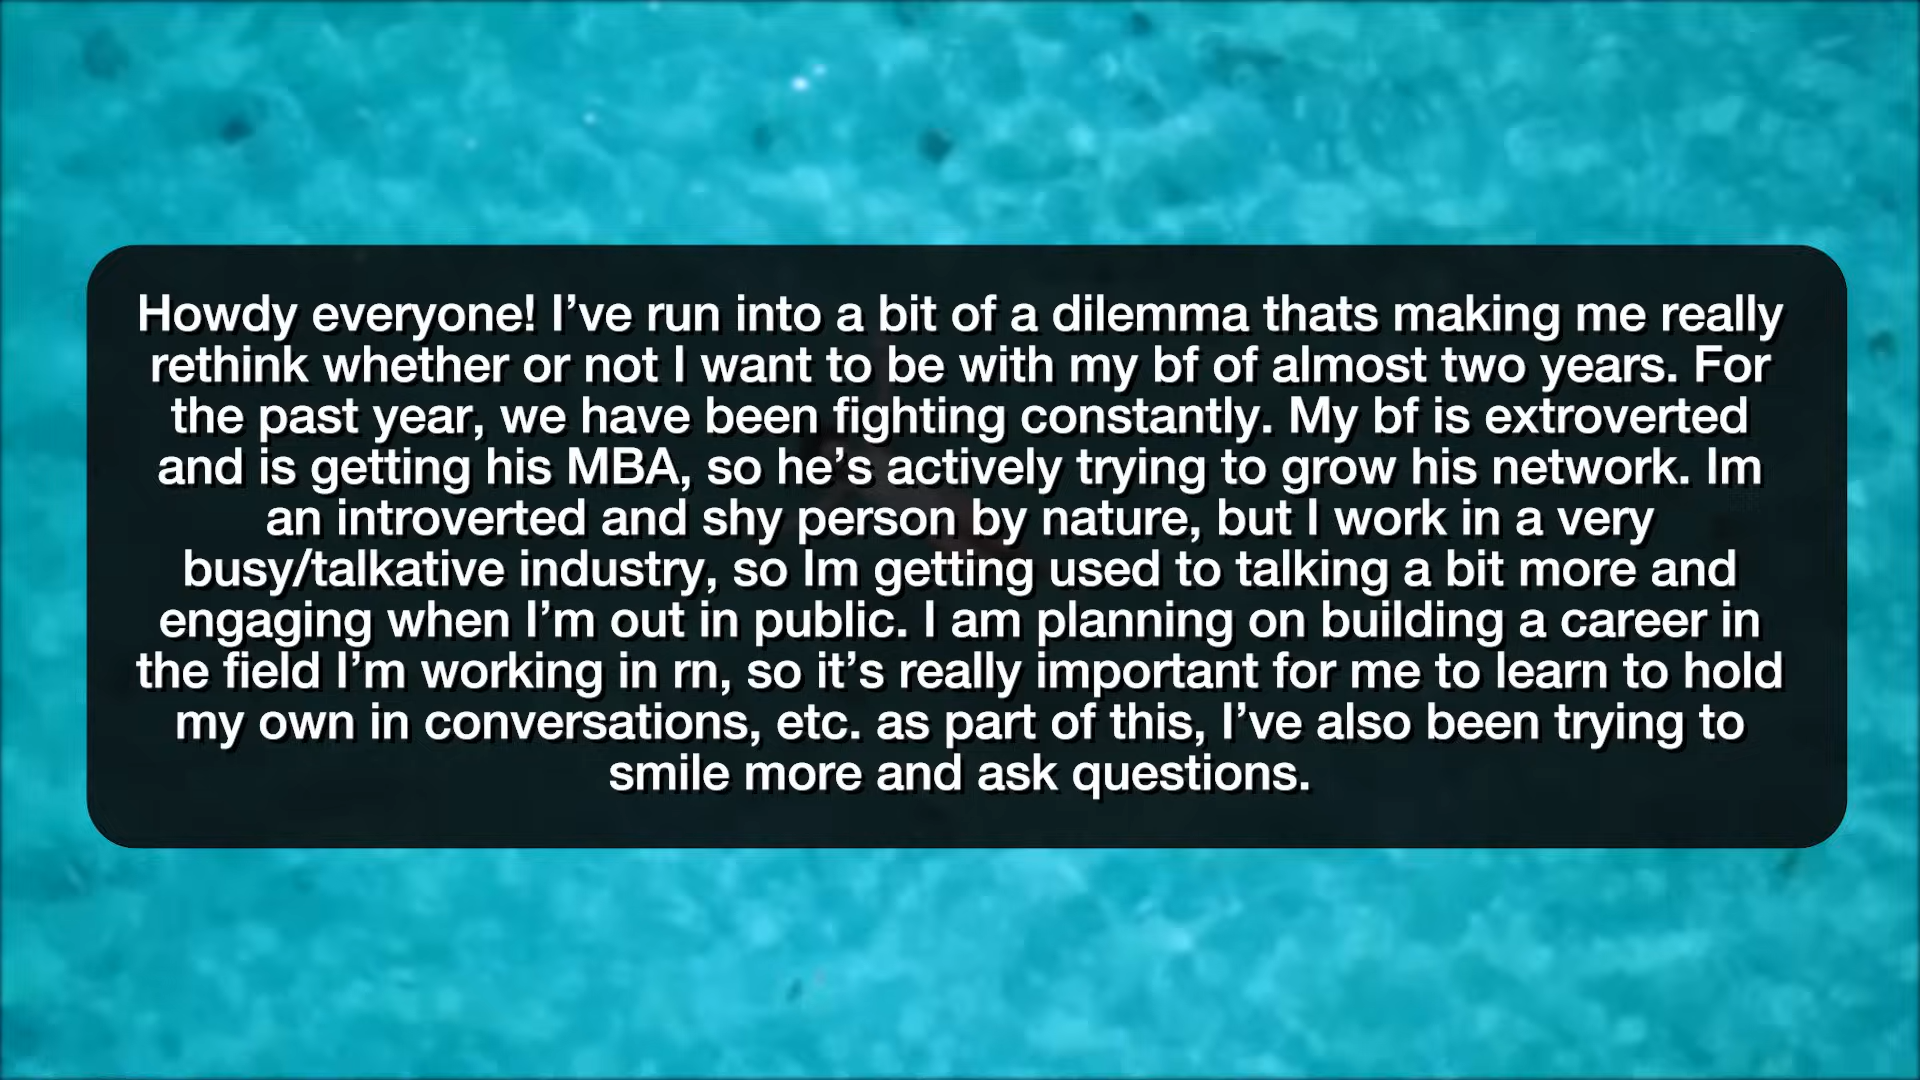 Howdy everyone! I’ve run into a bit of a dilemma thats making me really
rethink whether or not I want to be with my bf of almost two years. For
the past year, we have been fighting constantly. My bf is extroverted
and is getting his MBA, so he’s actively trying to grow his network. Im
an introverted and shy person by nature, but I work in a very
busy/talkative industry, so Im getting used to talking a bit more and
engaging when I’m out in public. I am planning on building a career in
the field I’m working in rn, so it’s really important for me to learn to hold
my own in conversations, etc. as part of this, I’ve also been trying to
smile more and ask questions.